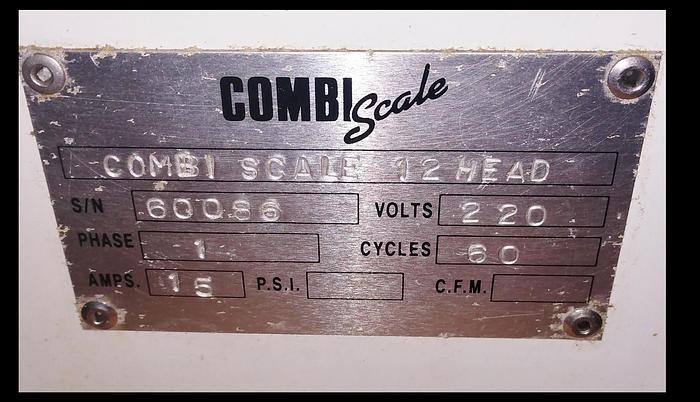 COMBI Scale
COMBI SCALE 12 HEAD
S/N 60086 VOLTS 220
PHASE 1 CYCLES 60
AMPS. 15 P.S.I. C.F.M.